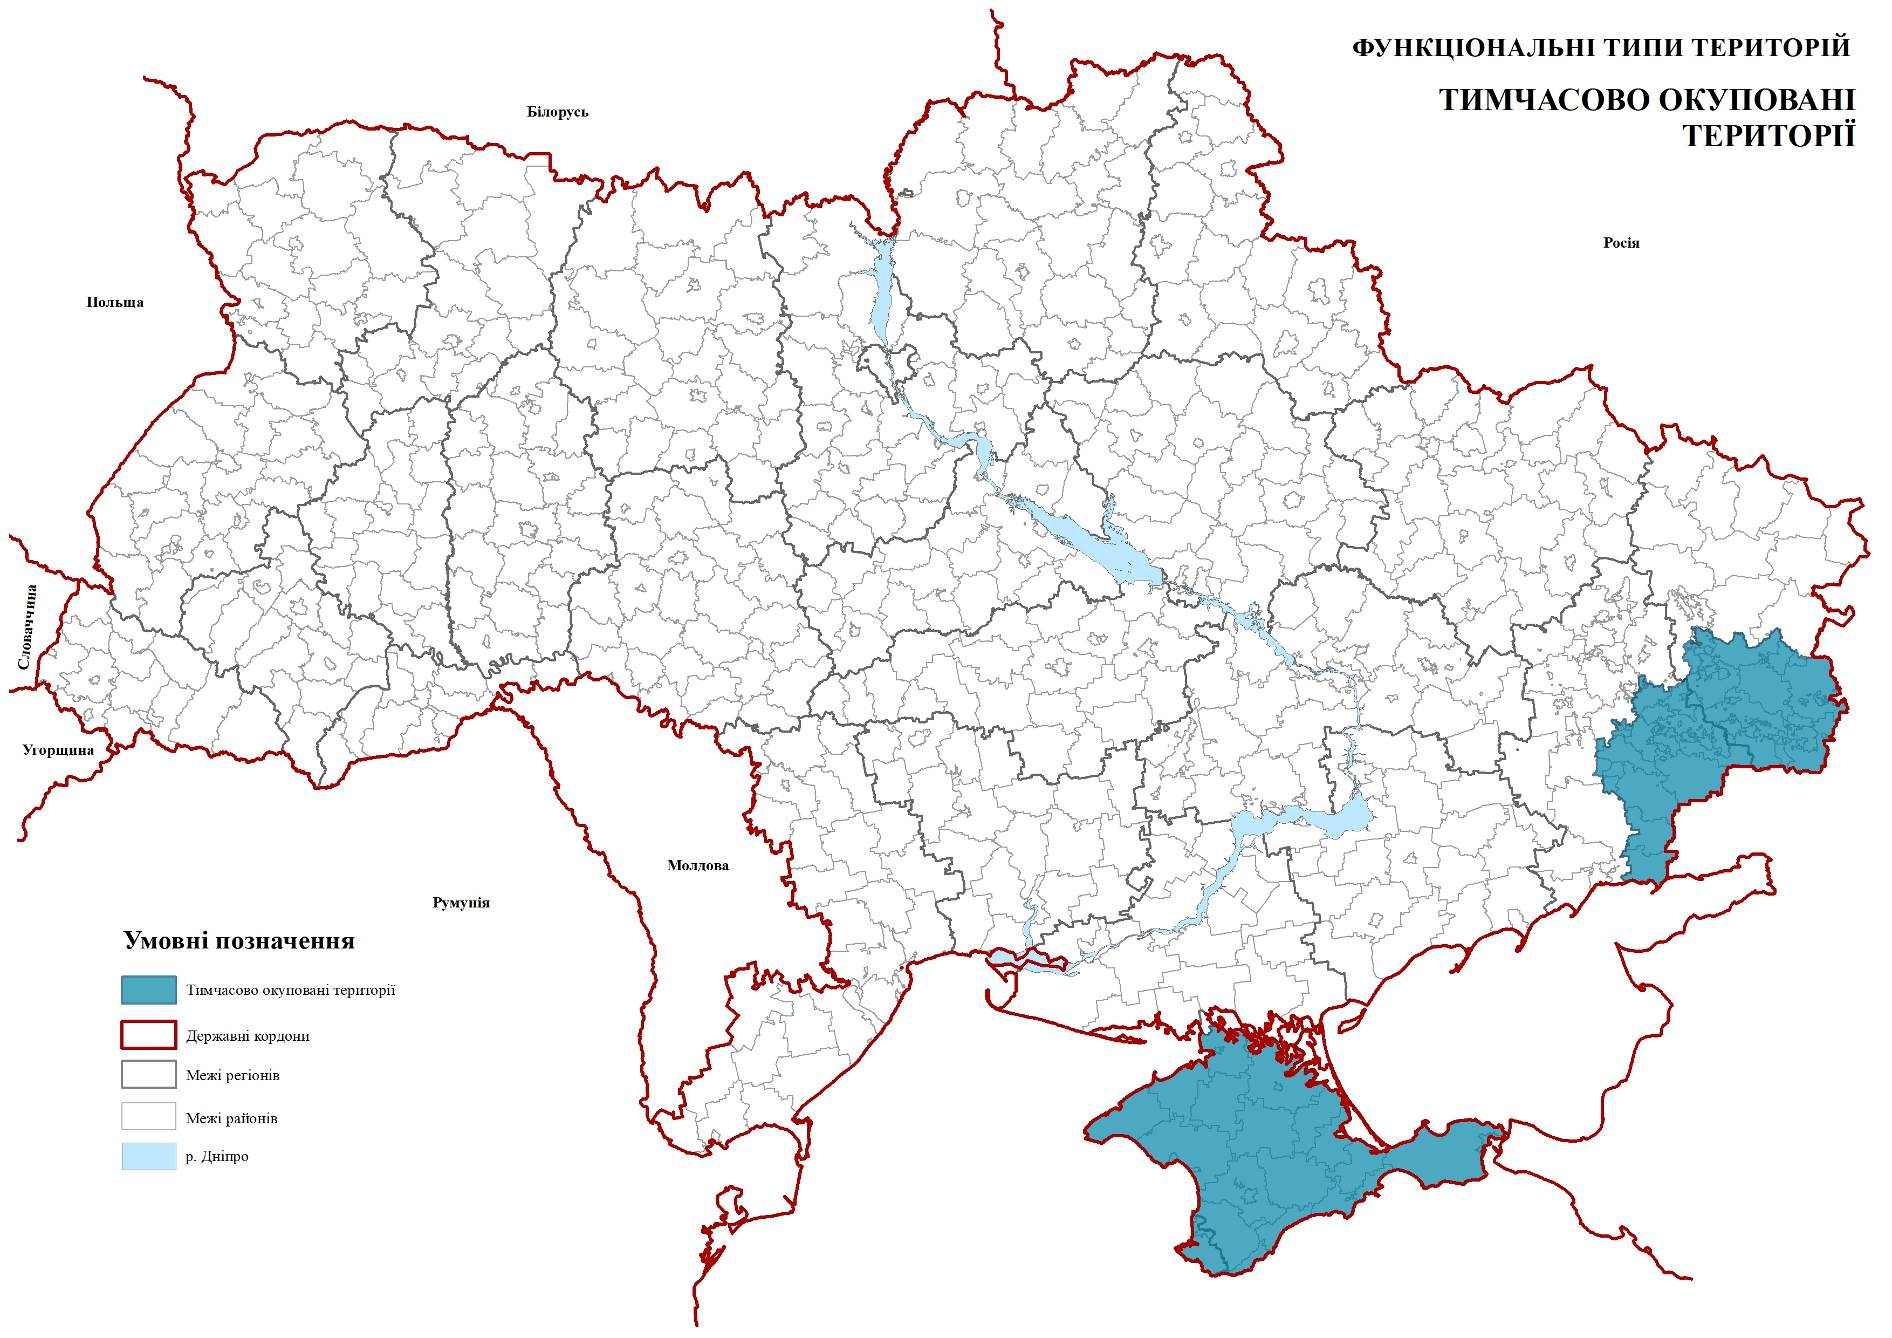 ФУНКЦІОНАЛЬНІ ТИПИ ТЕРИТОРІЙ
ТИМЧАСОВО ОКУПОВАНІ
ТЕРИТОРІЇ
Білорусь
Росія
Польща
Словаччина
Угорщина
Молдова
Румунія
Умовні позначення
Тимчасово окуповані території
Державні кордони
Межі регіонів
Межі районів
р. Дніпро